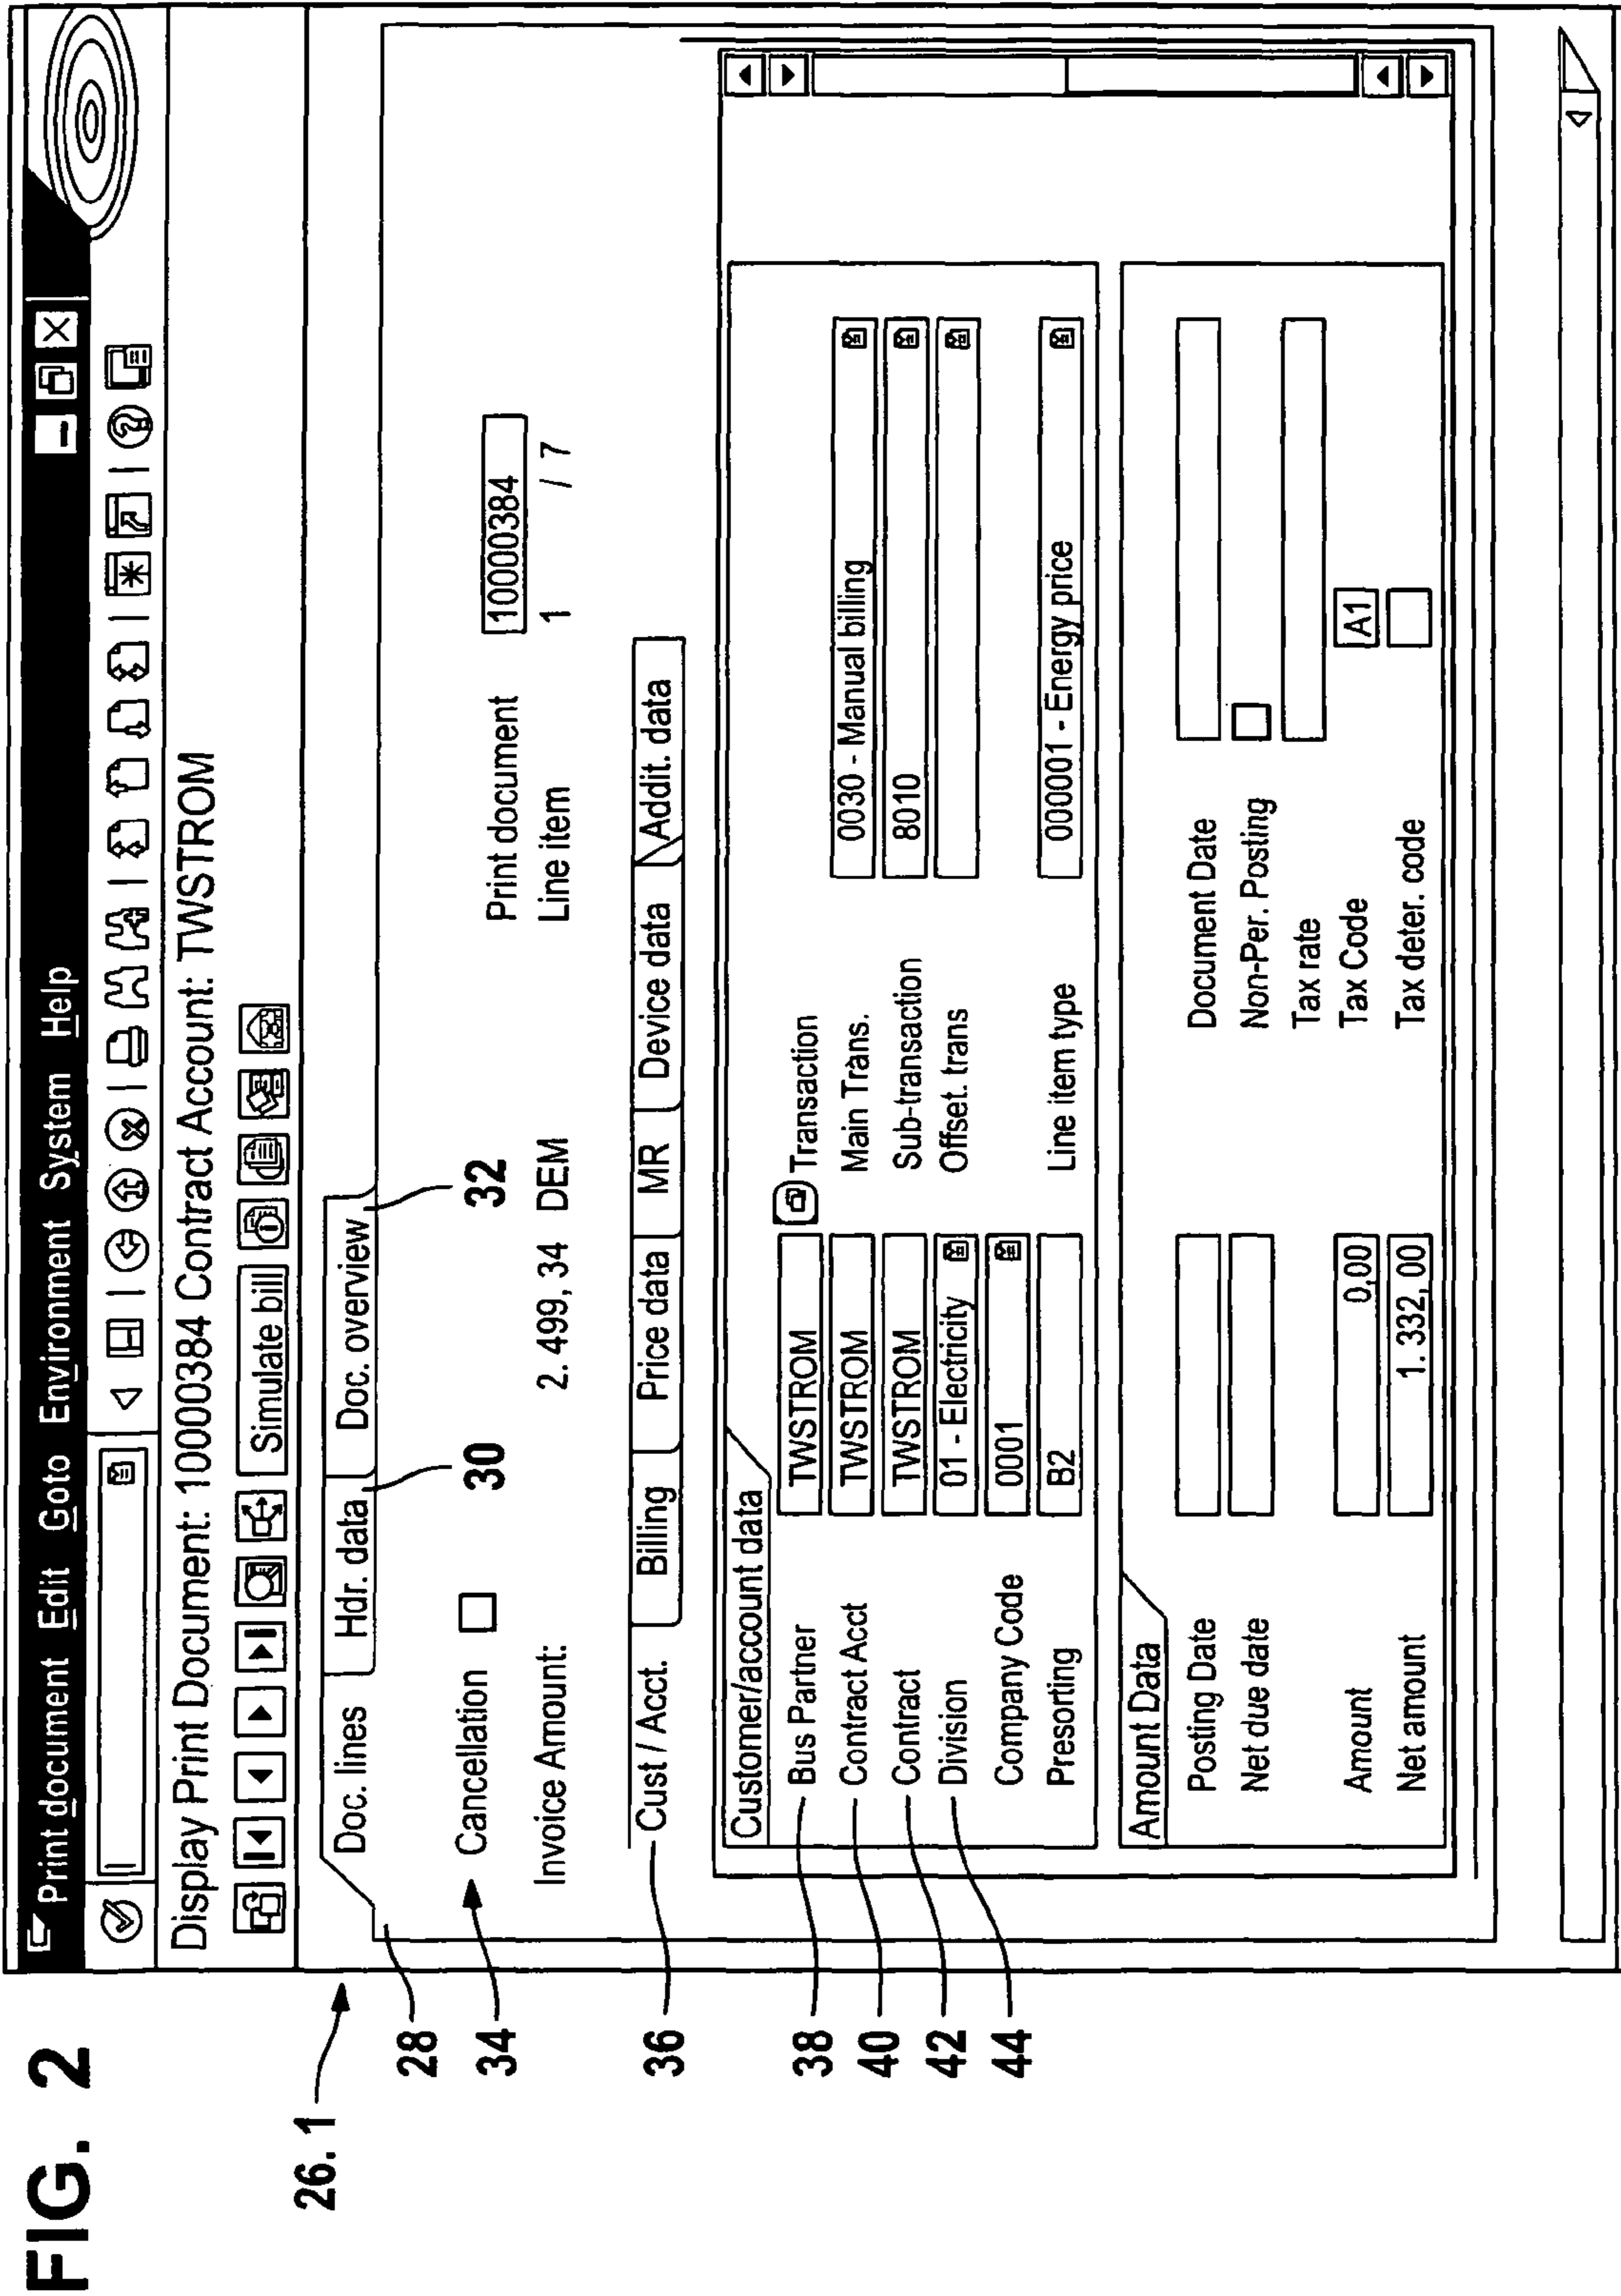 FIG. 2
Print document Edit Goto Environment System Help
Display Print Document: 10000384 Contract Account: TWSTROM
Simulate bill
26. 1
Doc. lines Hdr. data Doc. overview
28
30
32
34
Cancellation
Print document 10000384
Invoice Amount: 2. 499, 34 DEM
Line item 1 / 7
36
Cust / Acct. Billing Price data MR Device data Addit. data
Customer/account data
38
Bus Partner TWSTROM Transaction
40
Contract Acct TWSTROM Main Trans. 0030 - Manual billing
42
Contract TWSTROM Sub-transaction 8010
44
Division 01 - Electricity Offset. trans
Company Code 0001
Presorting B2 Line item type 000001 - Energy price
Amount Data
Posting Date Document Date
Net due date Non-Per. Posting
Tax rate
Amount 0,00 Tax Code A1
Net amount 1. 332, 00 Tax deter. code